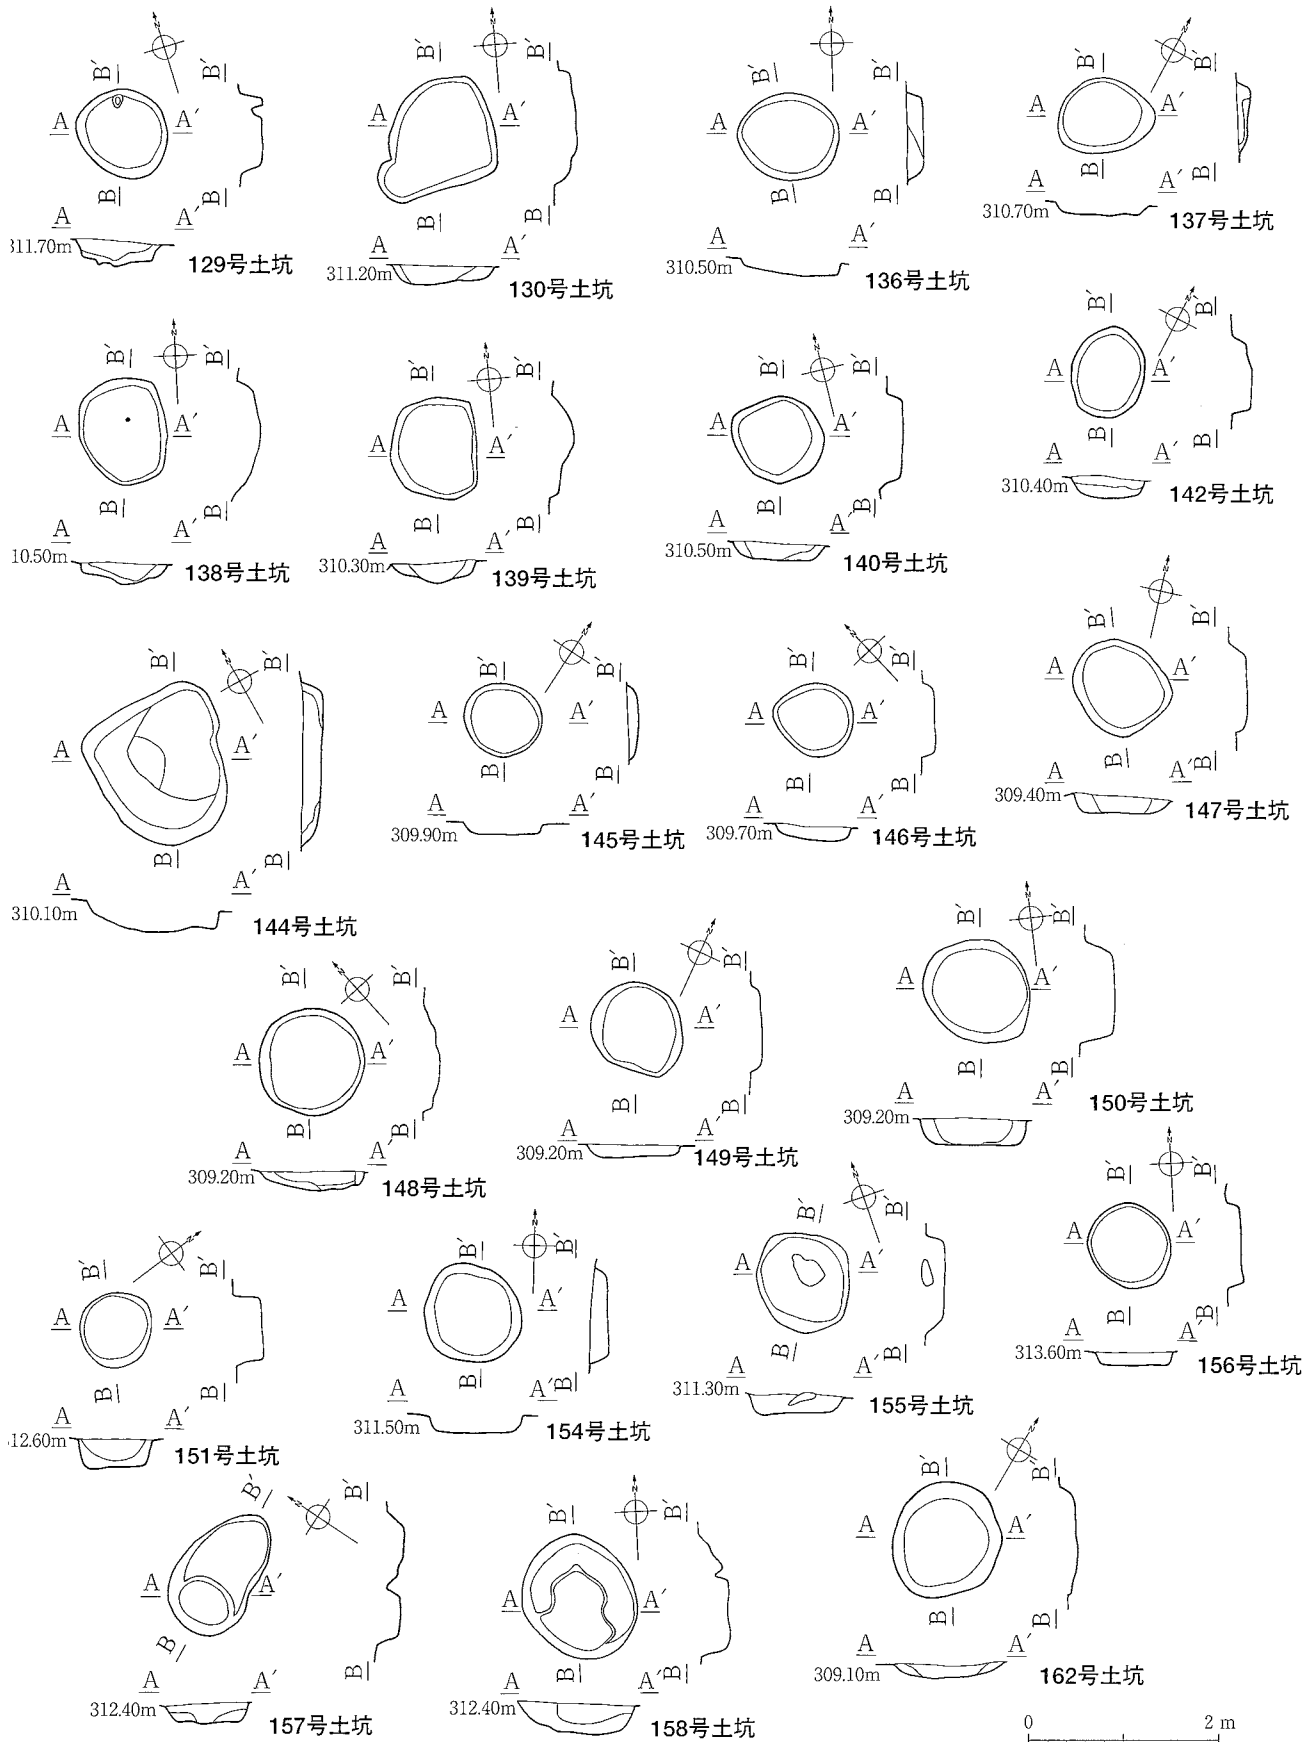 N
B B′
A A′
B B′
A A′
311.70m
129号土坑
N
B B′
A A′
B B′
A A′
311.20m
130号土坑
N
B B′
A A′
B B′
A A′
310.50m
136号土坑
N
B B′
A A′
B B′
A A′
310.70m
137号土坑
N
B B′
A A′
B B′
A A′
10.50m
138号土坑
N
B B′
A A′
B B′
A A′
310.30m
139号土坑
N
B B′
A A′
B B′
A A′
310.50m
140号土坑
N
B B′
A A′
B B′
A A′
310.40m
142号土坑
N
B B′
A A′
B B′
A A′
310.10m
144号土坑
N
B B′
A A′
B B′
A A′
309.90m
145号土坑
N
B B′
A A′
B B′
A A′
309.70m
146号土坑
N
B B′
A A′
B B′
A A′
309.40m
147号土坑
N
B B′
A A′
B B′
A A′
309.20m
148号土坑
N
B B′
A A′
B B′
A A′
309.20m
149号土坑
N
B B′
A A′
B B′
A A′
309.20m
150号土坑
N
B B′
A A′
B B′
A A′
12.60m
151号土坑
N
B B′
A A′
B B′
A A′
311.50m
154号土坑
N
B B′
A A′
B B′
A A′
311.30m
155号土坑
N
B B′
A A′
B B′
A A′
313.60m
156号土坑
N
B B′
A A′
B B′
A A′
312.40m
157号土坑
N
B B′
A A′
B B′
A A′
312.40m
158号土坑
N
B B′
A A′
B B′
A A′
309.10m
162号土坑
0 2 m